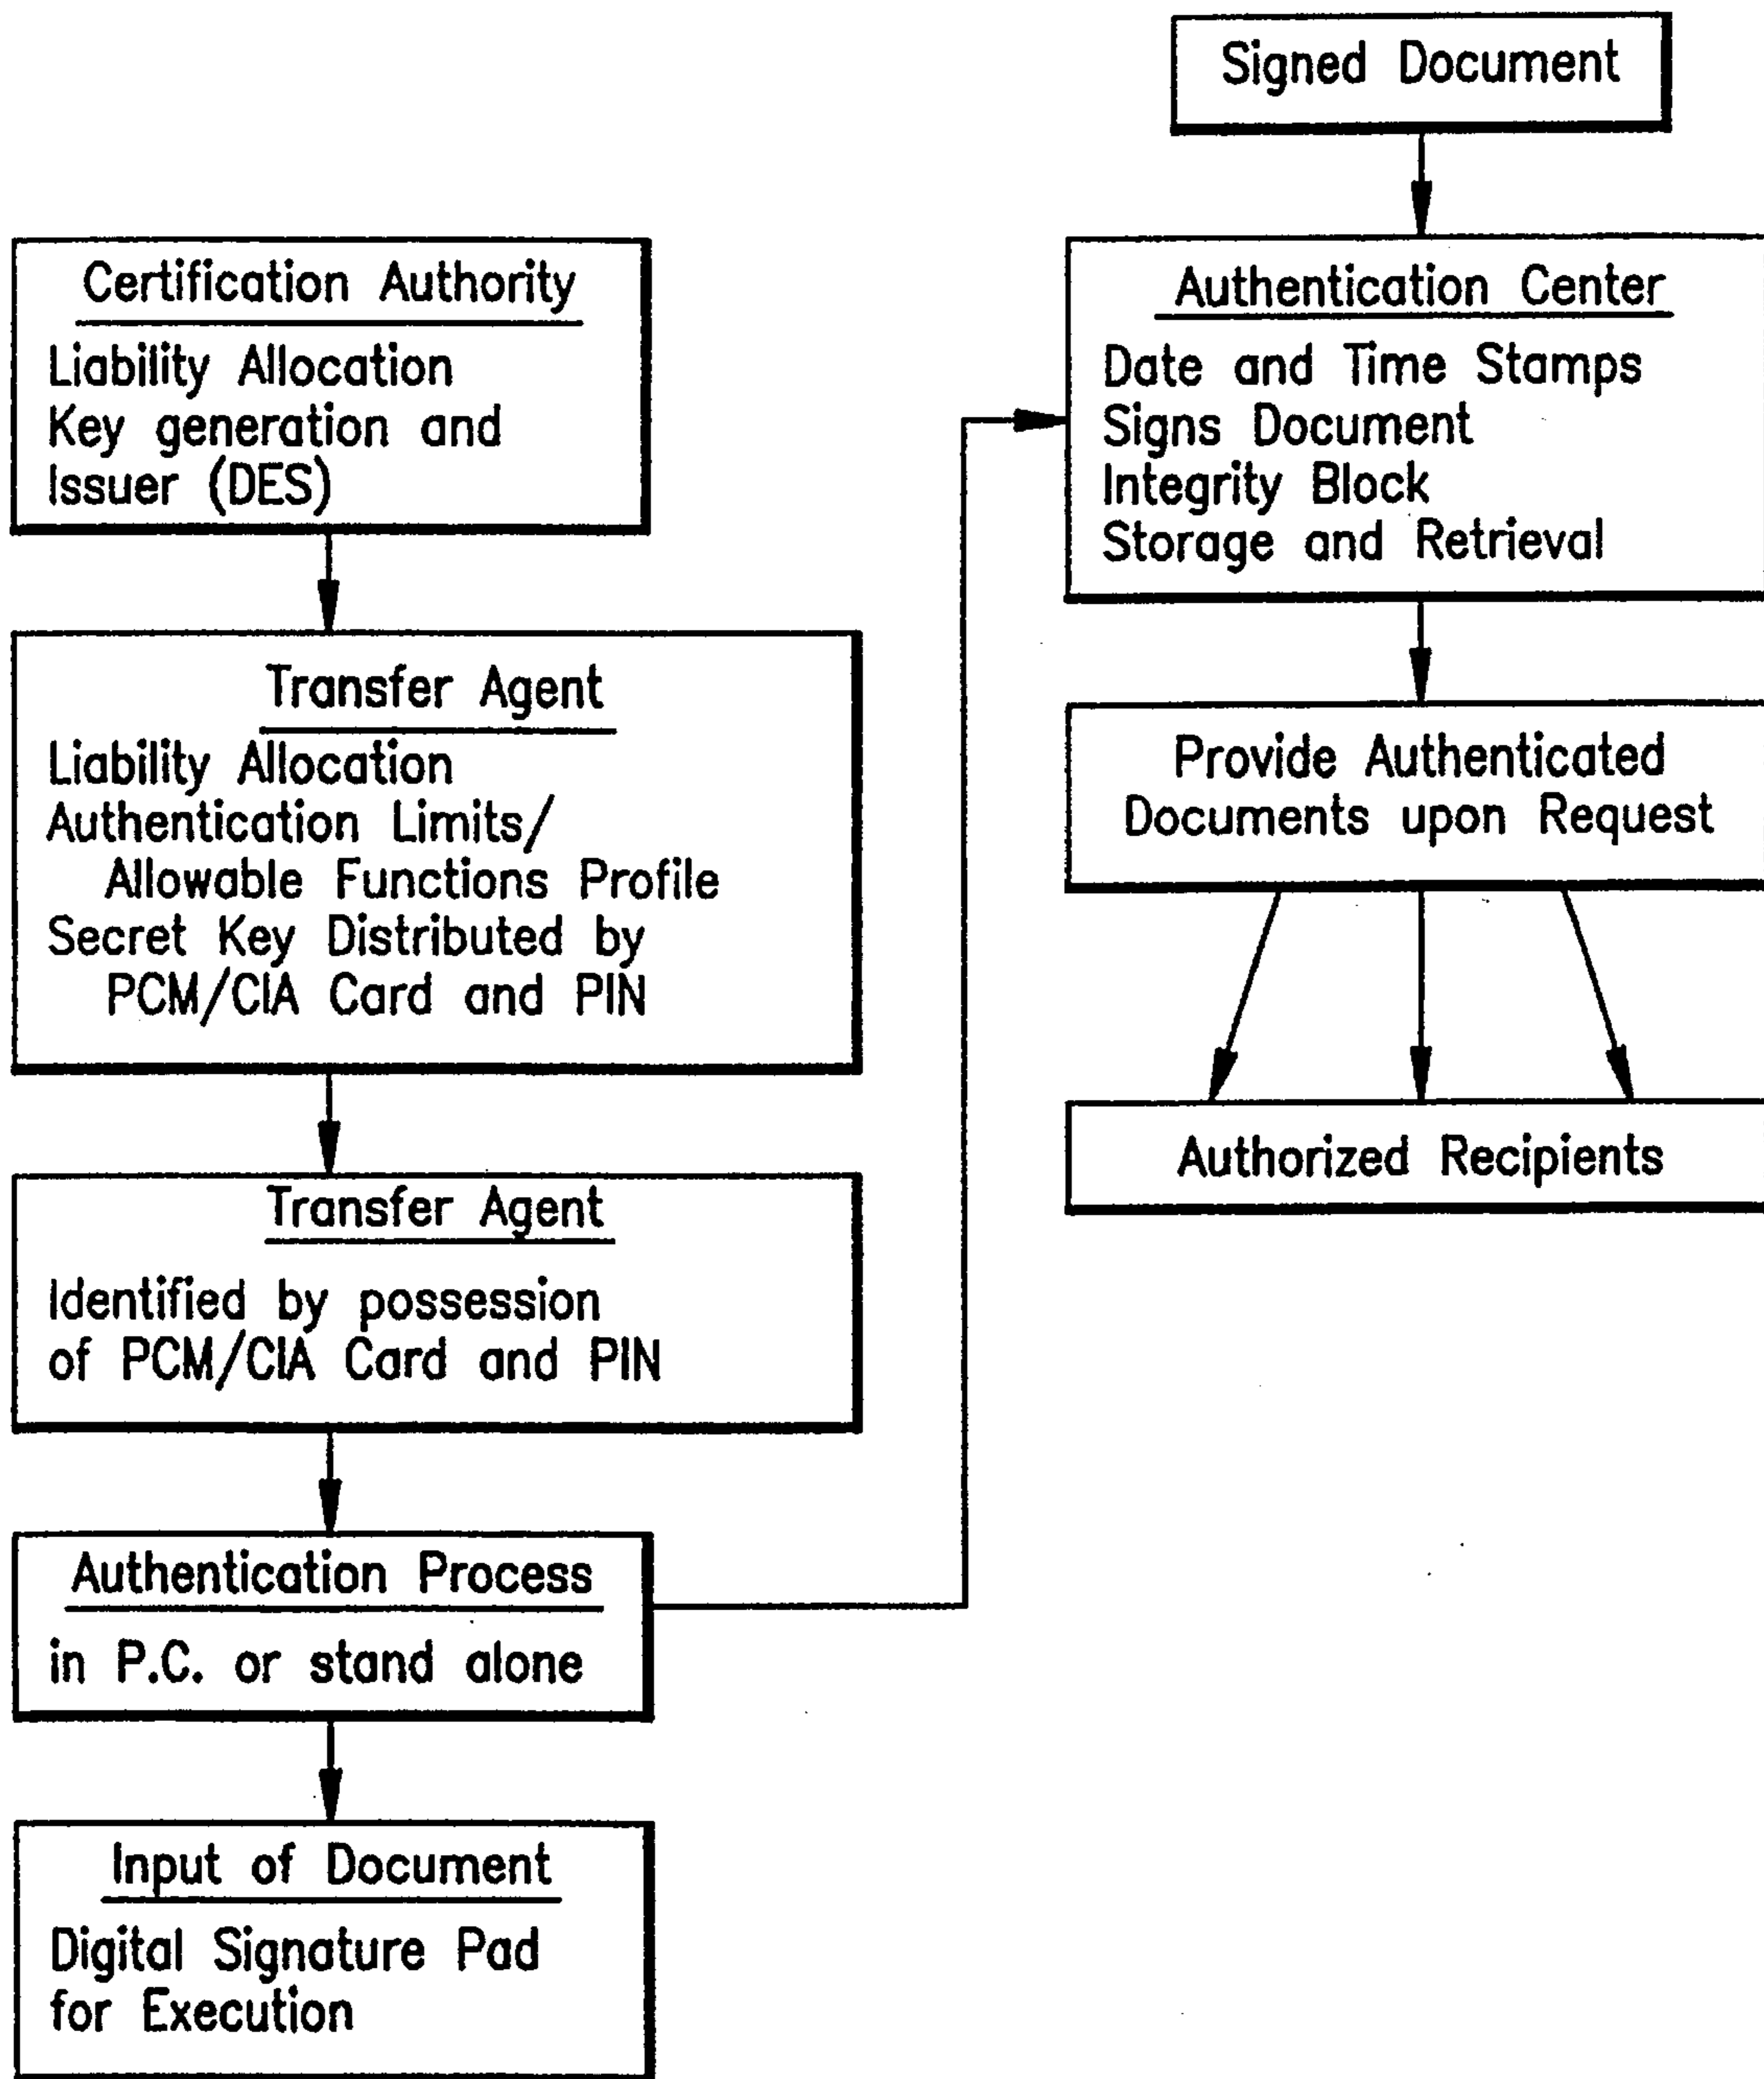 Certification Authority
Liability Allocation
Key generation and
Issuer (DES)
Transfer Agent
Liability Allocation
Authentication Limits/
Allowable Functions Profile
Secret Key Distributed by
PCM/CIA Card and PIN
Transfer Agent
Identified by possession
of PCM/CIA Card and PIN
Authentication Process
in P.C. or stand alone
Input of Document
Digital Signature Pad
for Execution
Signed Document
Authentication Center
Date and Time Stamps
Signs Document
Integrity Block
Storage and Retrieval
Provide Authenticated
Documents upon Request
Authorized Recipients